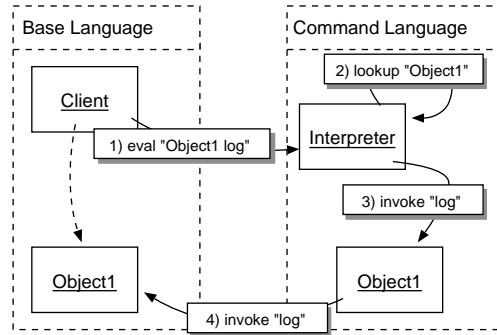 Base Language
Command Language
2) lookup "Object1"
Client
1) eval "Object1 log"
Interpreter
3) invoke "log"
Object1
Object1
4) invoke "log"